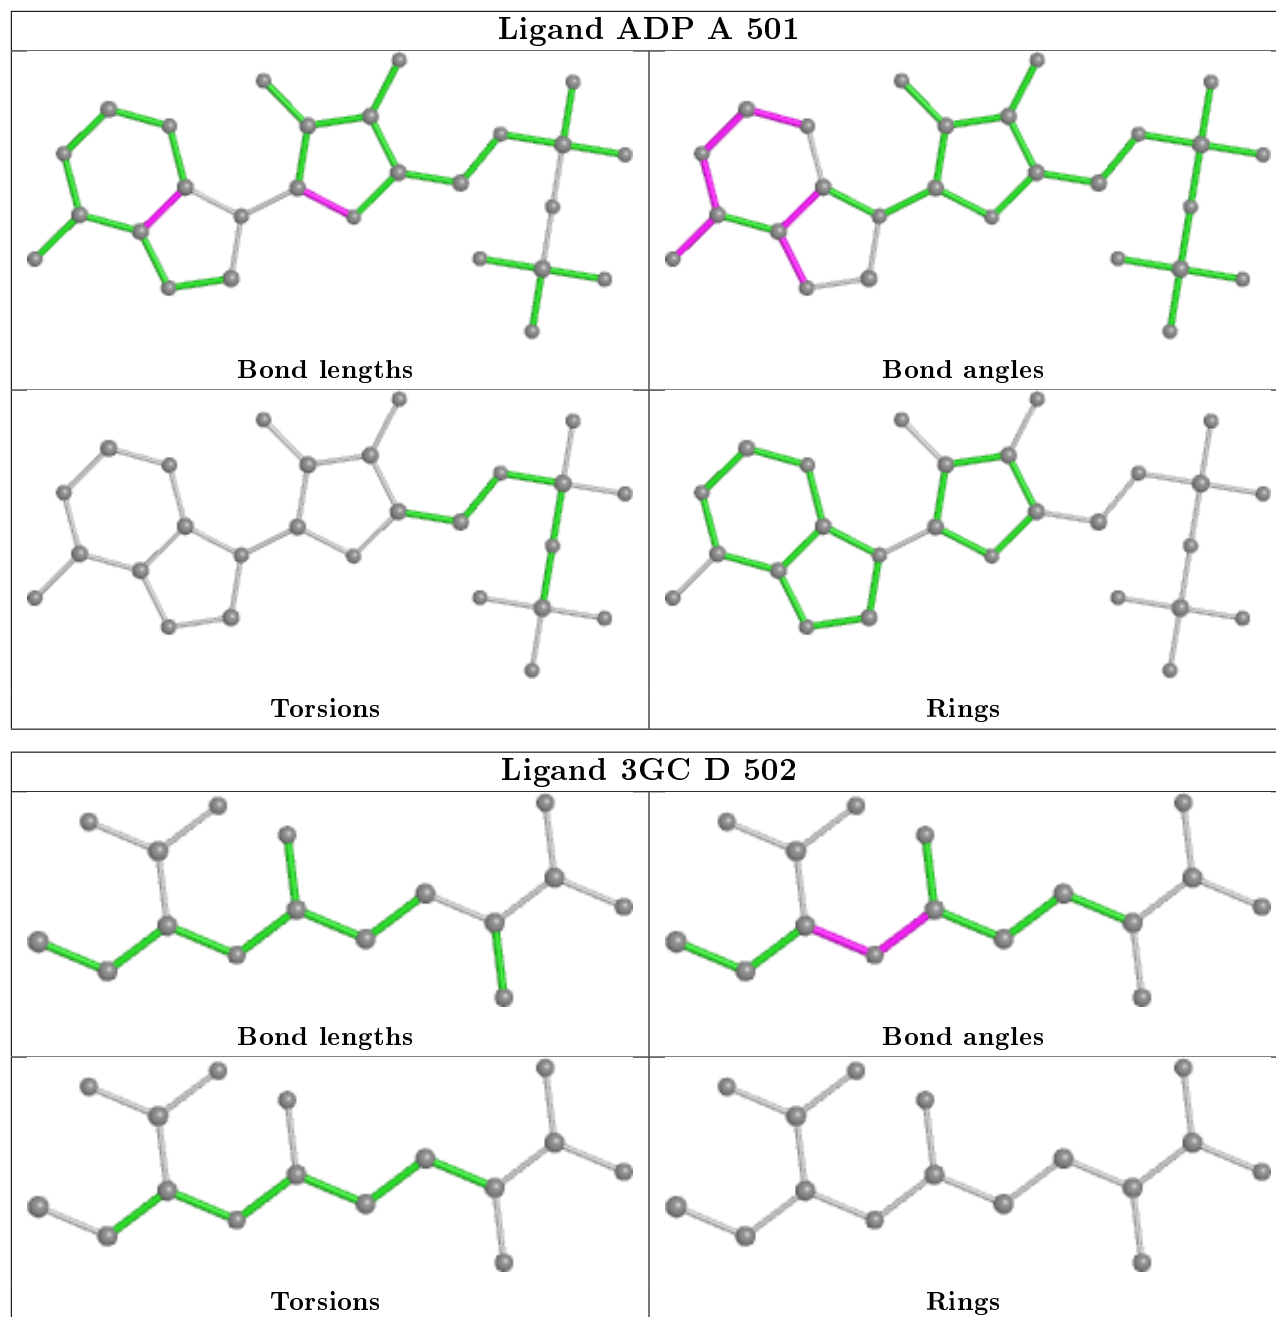 Ligand ADP A 501
Bond lengths
Bond angles
Torsions
Rings
Ligand 3GC D 502
Bond lengths
Bond angles
Torsions
Rings